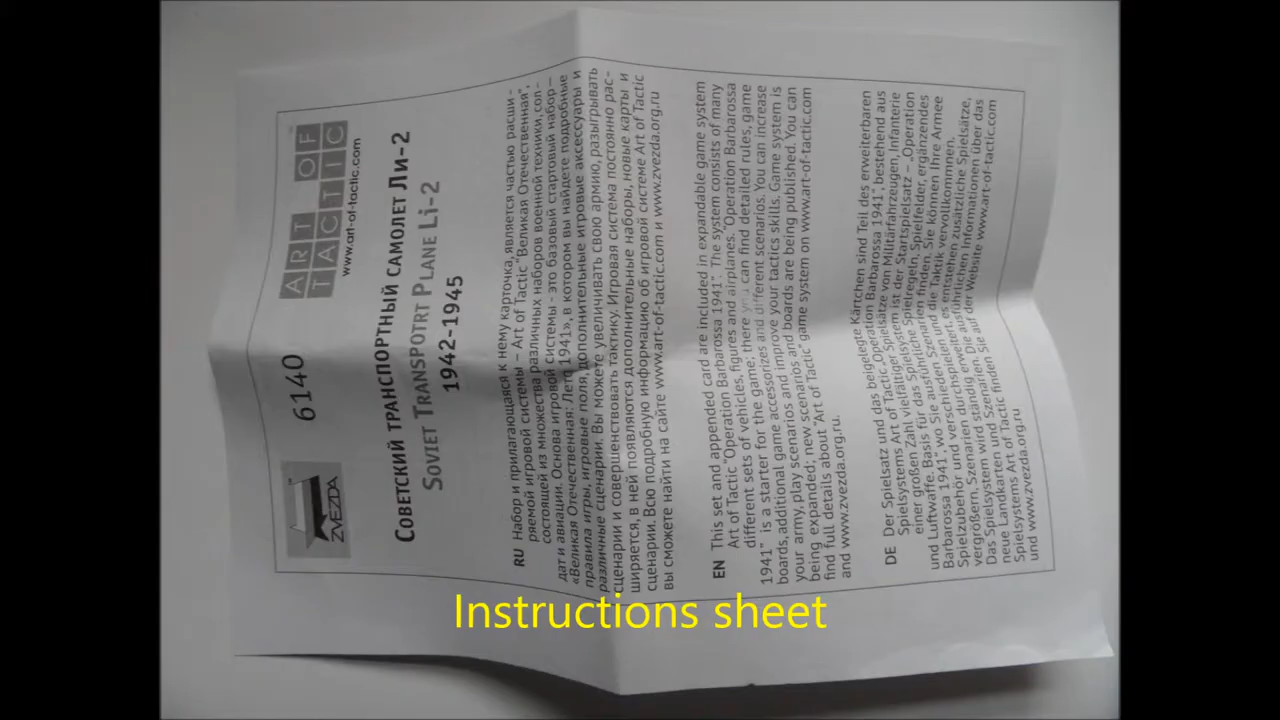 ZVEZDA
6140
ART OF
TACTIC
www.art-of-tactic.com
Советский транспортный самолет Ли-2
Soviet Transpotrt Plane Li-2
1942-1945
RU Набор и прилагающаяся к нему карточка, является частью расши-
ряемой игровой системы – Art of Tactic "Великая Отечественная",
состоящей из множества различных наборов военной техники, сол-
дат и авиации. Основа игровой системы - это базовый стартовый набор –
«Великая Отечественная: Лето 1941», в котором вы найдете подробные
правила игры, игровые поля, дополнительные игровые аксессуары и
различные сценарии. Вы можете увеличивать свою армию, разыгрывать
сценарии и совершенствовать тактику. Игровая система постоянно рас-
ширяется, в ней появляются дополнительные наборы, новые карты и
сценарии. Всю подробную информацию об игровой системе Art of Tactic
вы сможете найти на сайте www.art-of-tactic.com и www.zvezda.org.ru
EN This set and appended card are included in expandable game system
Art of Tactic "Operation Barbarossa 1941". The system consists of many
different sets of vehicles, figures and airplanes. "Operation Barbarossa
1941" is a starter for the game: there you can find detailed rules, game
boards, additional game accessorizes and different scenarios. You can increase
your army, play scenarios and improve your tactics skills. Game system is
being expanded; new scenarios and boards are being published. You can
find full details about "Art of Tactic" game system on www.art-of-tactic.com
and www.zvezda.org.ru.
DE Der Spielsatz und das beigelegte Kärtchen sind Teil des erweiterbaren
Spielsystems Art of Tactic „Operation Barbarossa 1941", bestehend aus
einer großen Zahl vielfältiger Spielsätze von Militärfahrzeugen, Infanterie
und Luftwaffe. Basis für das Spielsystem ist der Startspielsatz – „Operation
Barbarossa 1941", wo Sie ausführliche Spielregeln, Spielfelder, ergänzendes
Spielzubehör und verschieden Szenarien finden. Sie können Ihre Armee
vergrößern, Szenarien durchspielen und die Taktik vervollkommnen.
Das Spielsystem wird ständig erweitert, es entstehen zusätzliche Spielsätze,
neue Landkarten und Szenarien. Die ausführlichen Informationen über das
Spielsystems Art of Tactic finden Sie auf der Website www.art-of-tactic.com
und www.zvezda.org.ru
Instructions sheet